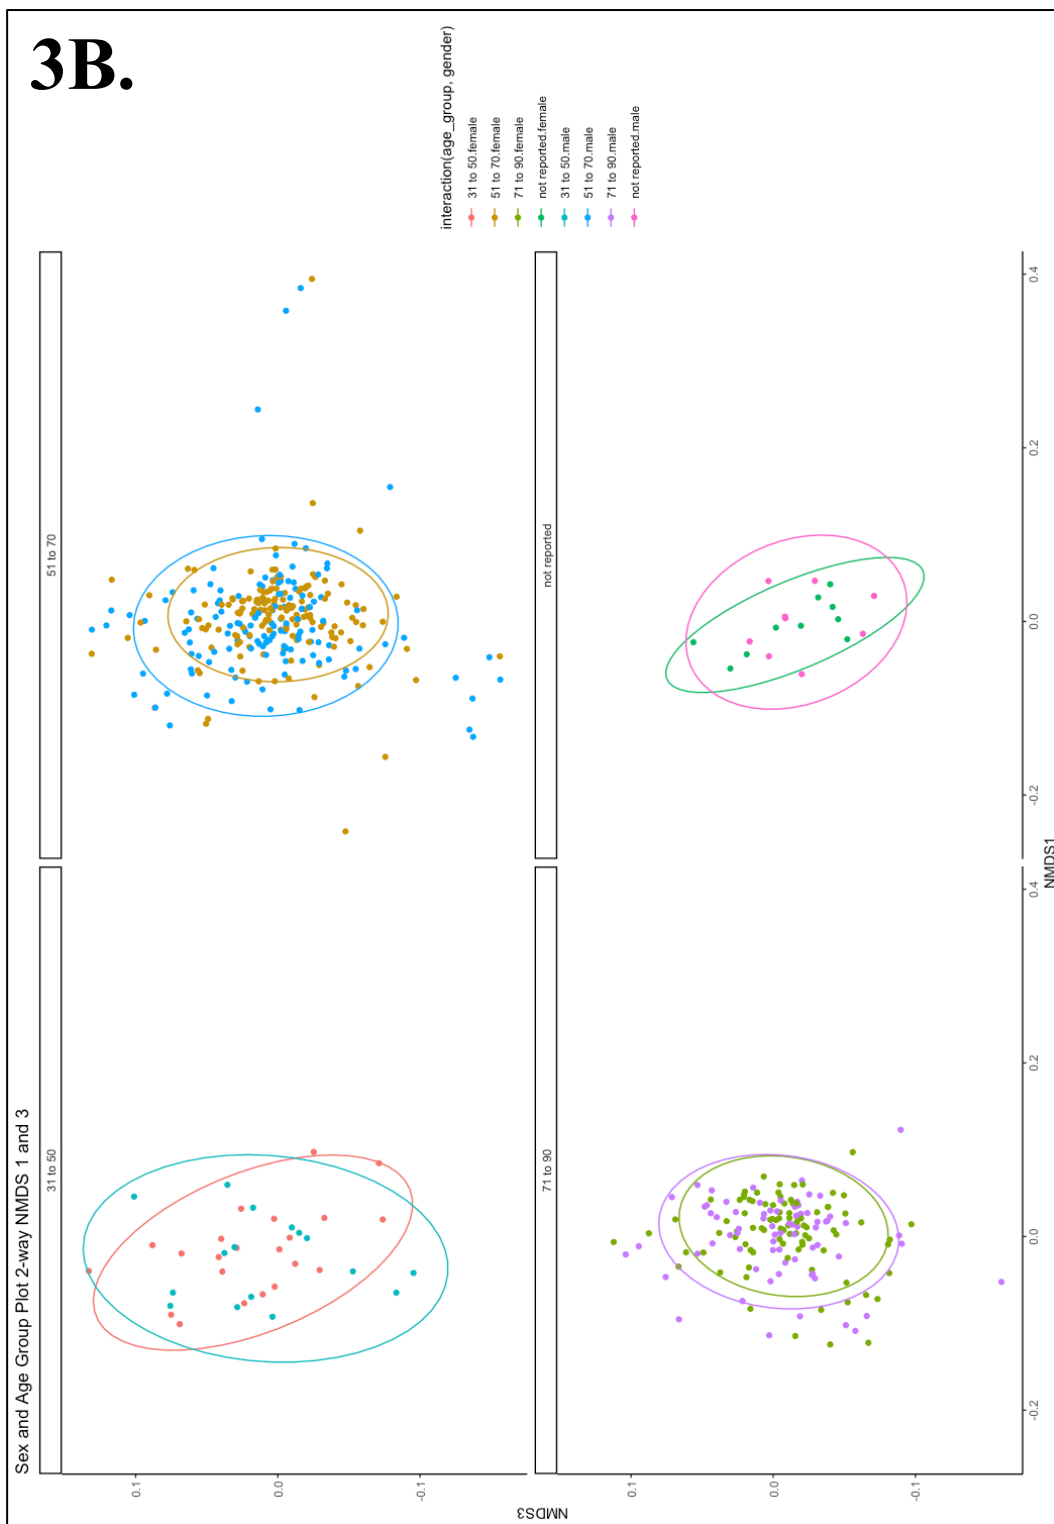 3B.
Sex and Age Group Plot 2-way NMDS 1 and 3
31 to 50
51 to 70
71 to 90
not reported
0.1
0.0
-0.1
0.1
0.0
-0.1
NMDS3
-0.2
0.0
0.2
0.4
-0.2
0.0
0.2
0.4
NMDS1
interaction(age_group, gender)
31 to 50.female
51 to 70.female
71 to 90.female
not reported.female
31 to 50.male
51 to 70.male
71 to 90.male
not reported.male